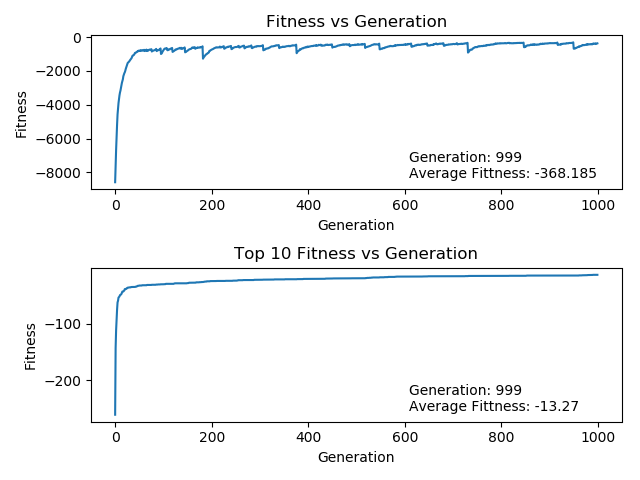 Fitness vs Generation
0
−2000
−4000
−6000
−8000
Fitness
Generation: 999
Average Fittness: -368.185
0 200 400 600 800 1000
Generation
Top 10 Fitness vs Generation
−100
−200
Fitness
Generation: 999
Average Fittness: -13.27
0 200 400 600 800 1000
Generation